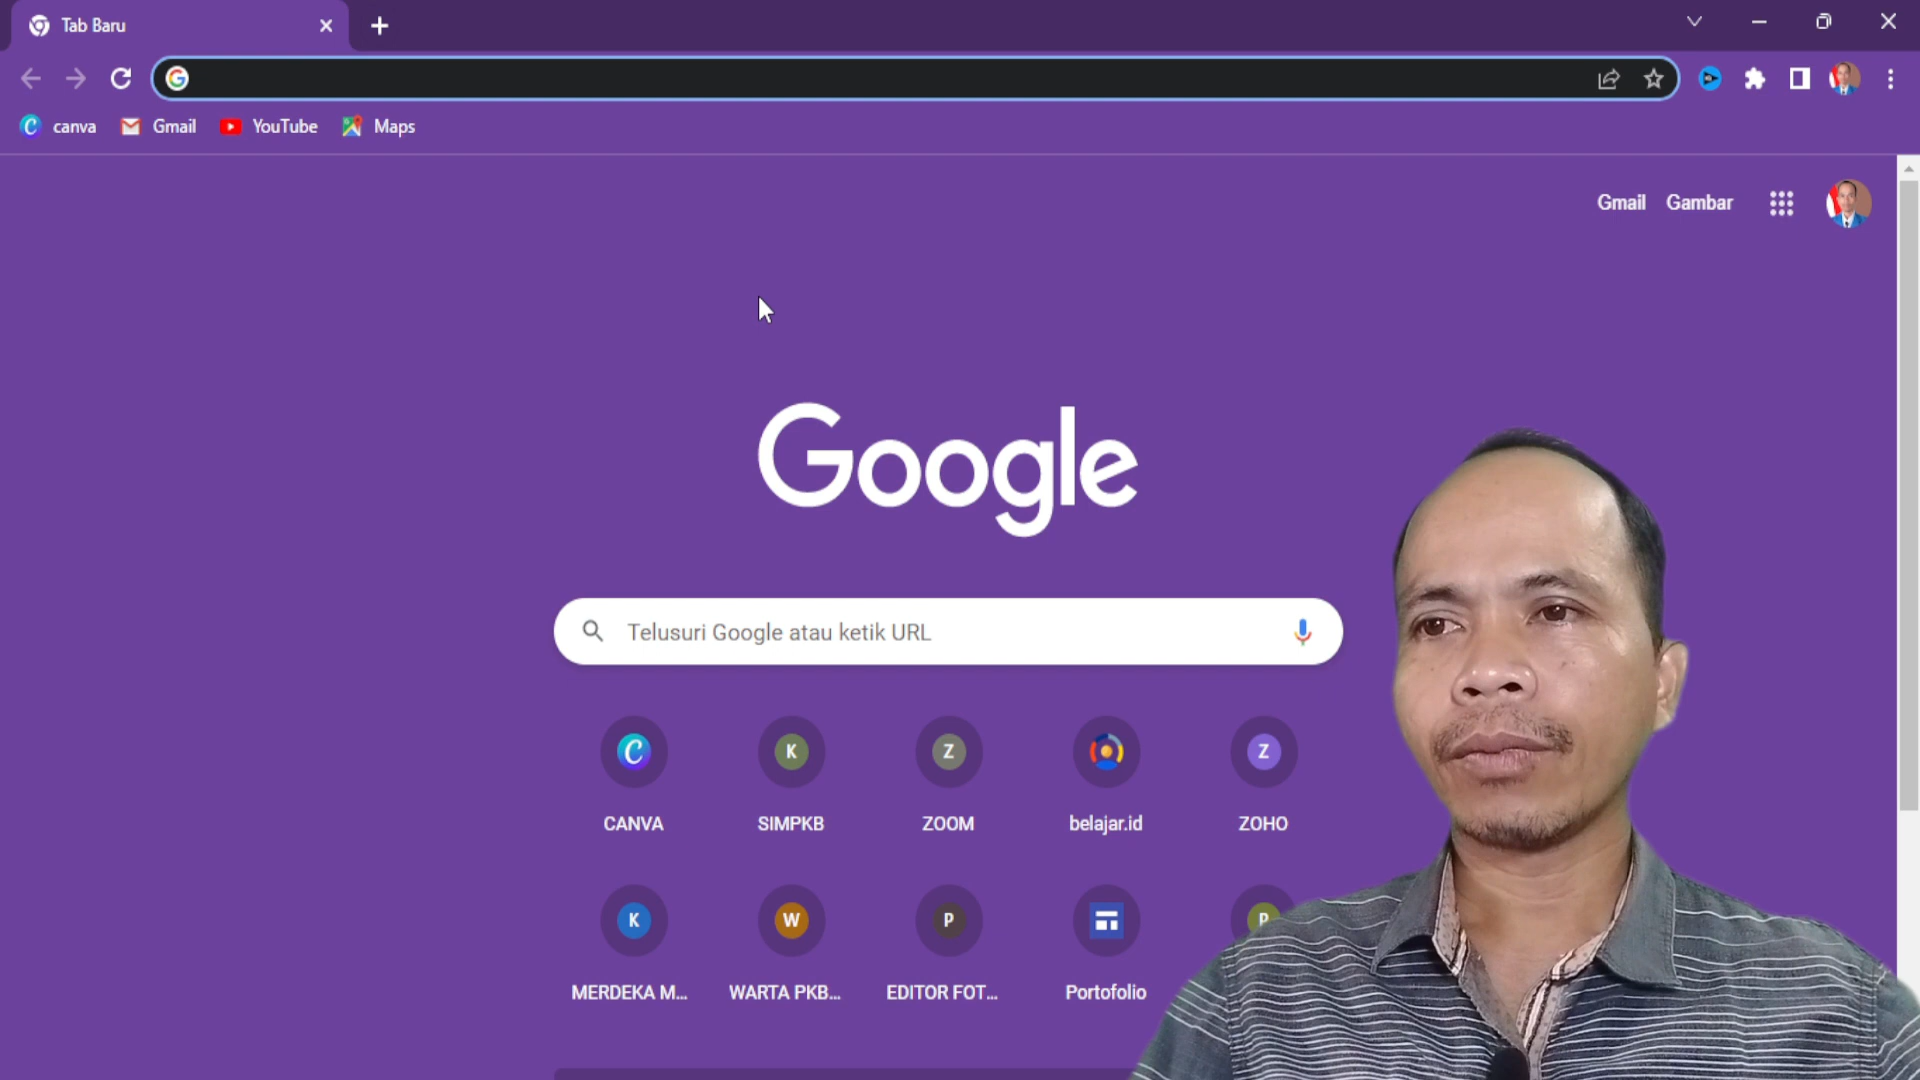 Tab Baru
canva Gmail YouTube Maps
Gmail Gambar
Google
Telusuri Google atau ketik URL
K Z Z
CANVA SIMPKB ZOOM belajar.id ZOHO
K W P P
MERDEKA M... WARTA PKB... EDITOR FOT... Portofolio